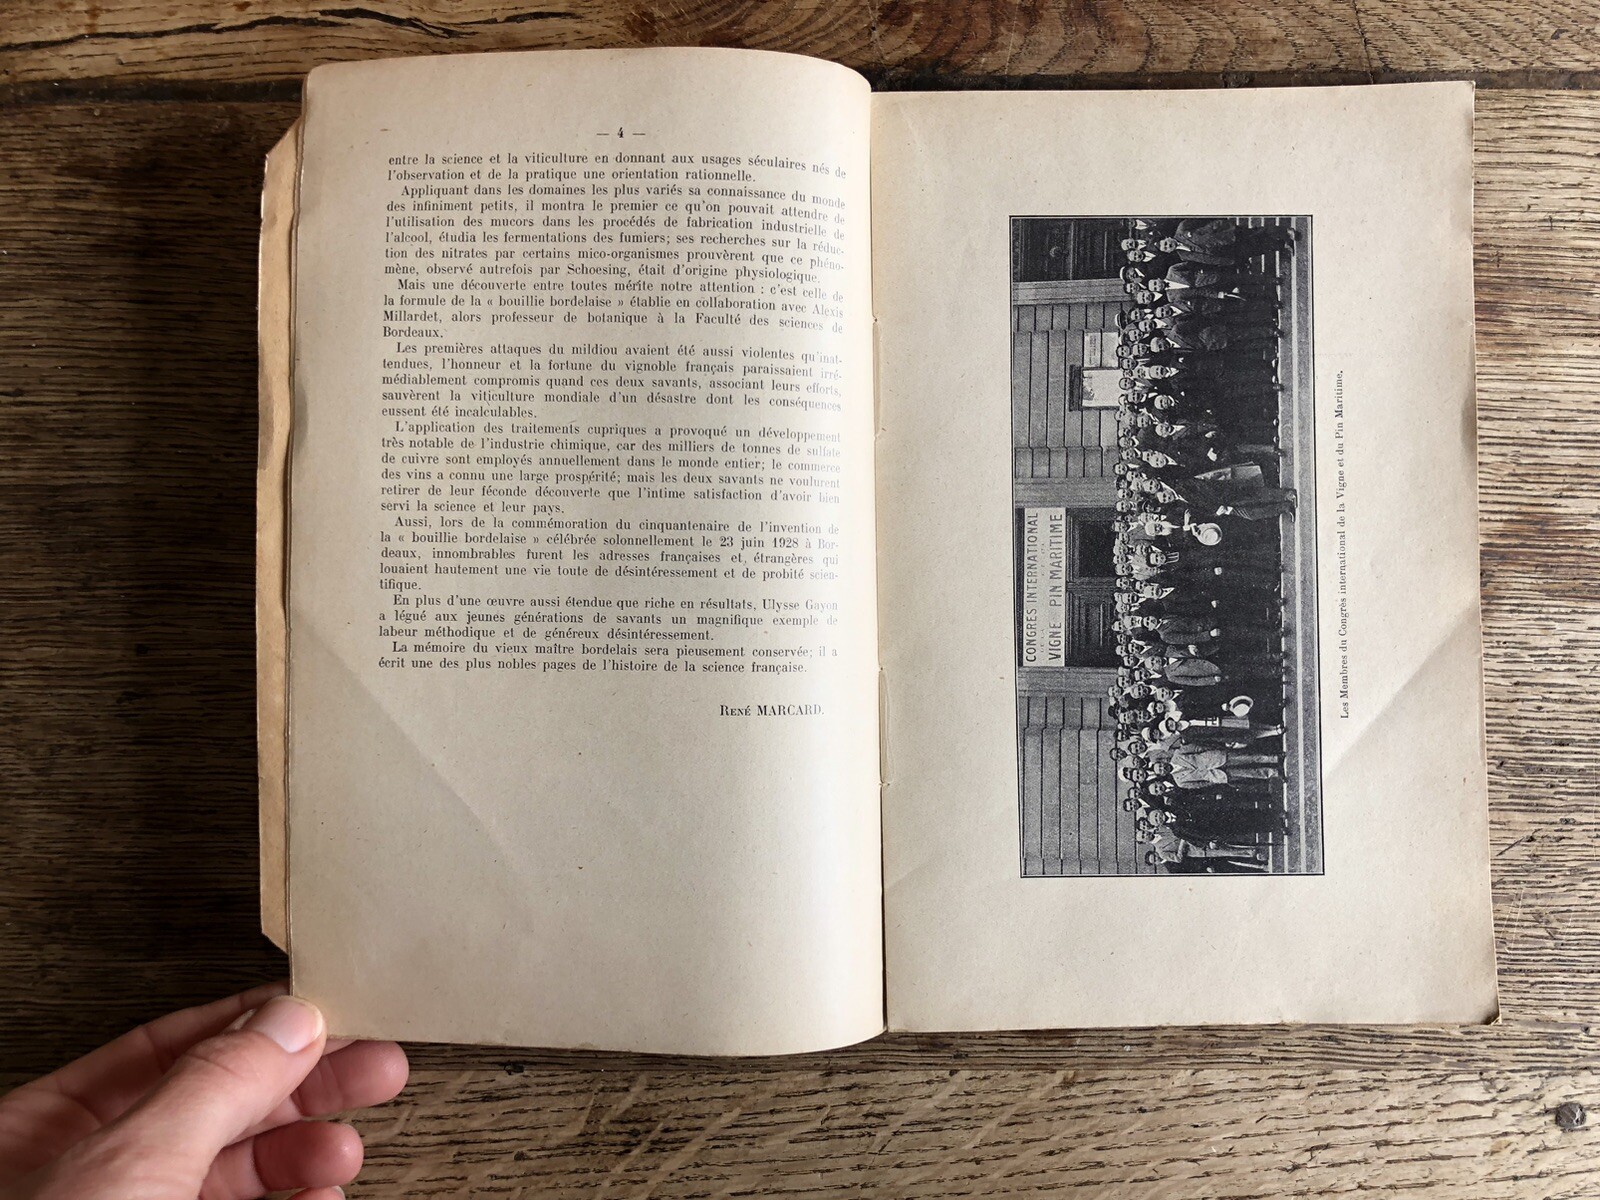 — 4 —
entre la science et la viticulture en donnant aux usages séculaires nés de
l'observation et de la pratique une orientation rationnelle.
Appliquant dans les domaines les plus variés sa connaissance du monde
des infiniment petits, il montra le premier ce qu'on pouvait attendre de
l'utilisation des mucors dans les procédés de fabrication industrielle de
l'alcool, étudia les fermentations des fumiers; ses recherches sur la réduc-
tion des nitrates par certains mico-organismes prouvèrent que ce phéno-
mène, observé autrefois par Schoesing, était d'origine physiologique.
Mais une découverte entre toutes mérite notre attention : c'est celle de
la formule de la « bouillie bordelaise » établie en collaboration avec Alexis
Millardet, alors professeur de botanique à la Faculté des sciences de
Bordeaux.
Les premières attaques du mildiou avaient été aussi violentes qu'inat-
tendues, l'honneur et la fortune du vignoble français paraissaient irré-
médiablement compromis quand ces deux savants, associant leurs efforts,
sauvèrent la viticulture mondiale d'un désastre dont les conséquences
eussent été incalculables.
L'application des traitements cupriques a provoqué un développement
très notable de l'industrie chimique, car des milliers de tonnes de sulfate
de cuivre sont employés annuellement dans le monde entier; le commerce
des vins a connu une large prospérité; mais les deux savants ne voulurent
retirer de leur féconde découverte que l'intime satisfaction d'avoir bien
servi la science et leur pays.
Aussi, lors de la commémoration du cinquantenaire de l'invention de
la « bouillie bordelaise » célébrée solonnellement le 23 juin 1928 à Bor-
deaux, innombrables furent les adresses françaises et, étrangères qui
louaient hautement une vie toute de désintéressement et de probité scien-
tifique.
En plus d'une œuvre aussi étendue que riche en résultats, Ulysse Gayon
a légué aux jeunes générations de savants un magnifique exemple de
labeur méthodique et de généreux désintéressement.
La mémoire du vieux maître bordelais sera pieusement conservée; il a
écrit une des plus nobles pages de l'histoire de la science française.
René MARCARD.
CONGRÈS INTERNATIONAL
VIGNE PIN MARITIME
Les Membres du Congrès international de la Vigne et du Pin Maritime.